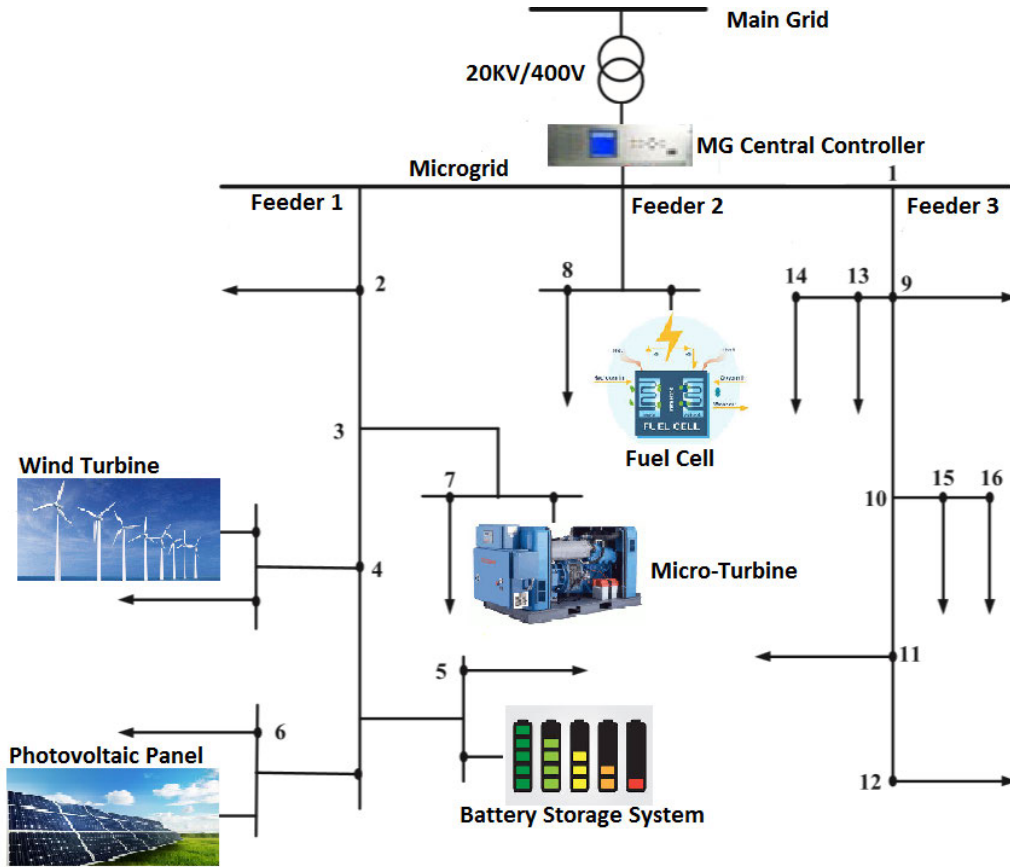 Main Grid
20KV/400V
MG Central Controller
Microgrid
1
Feeder 1
Feeder 2
Feeder 3
2
8
14
13
9
3
FUEL CELL
Fuel Cell
Wind Turbine
7
10
15
16
4
Micro-Turbine
5
11
6
Photovoltaic Panel
12
Battery Storage System